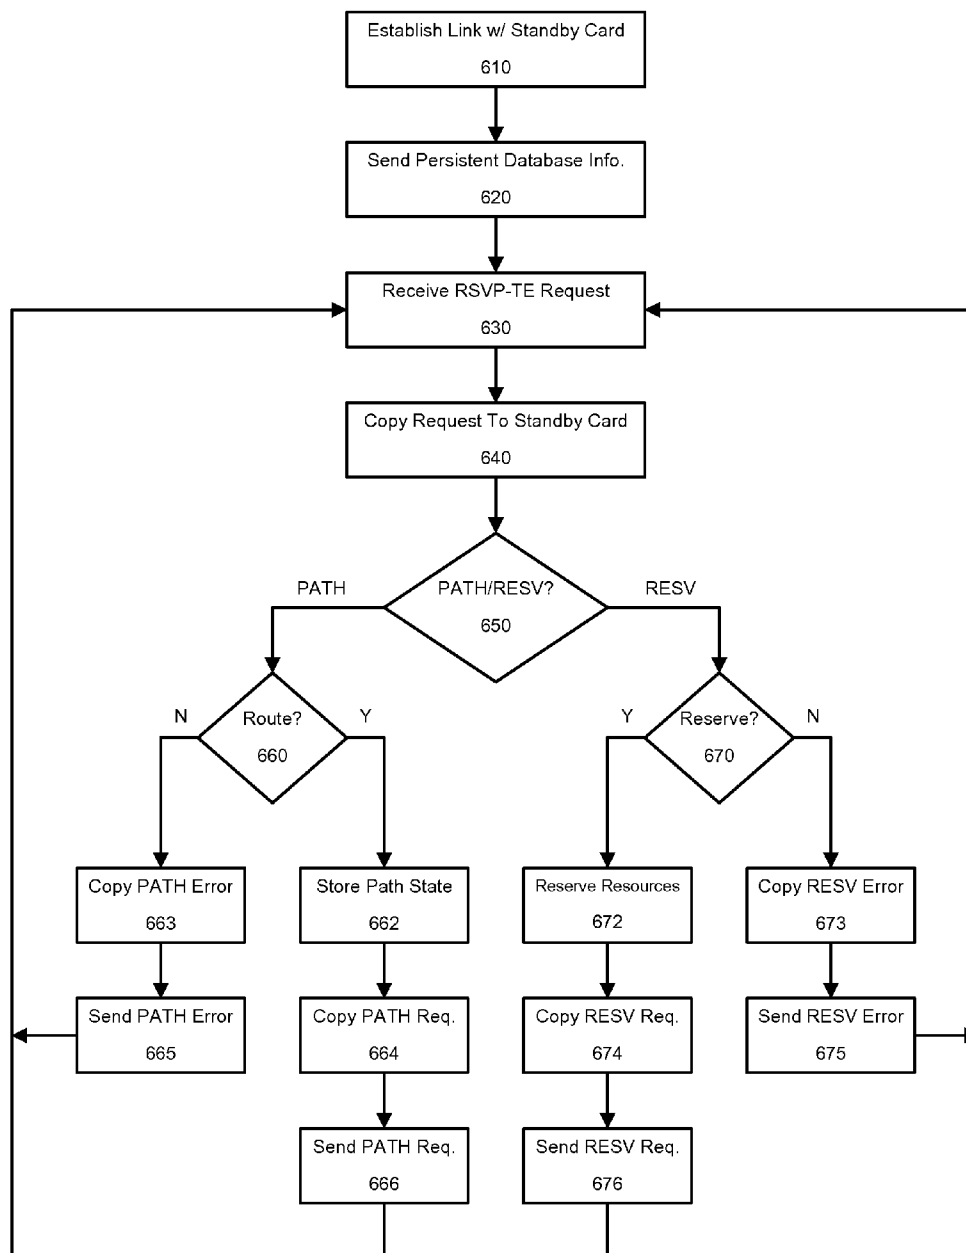 Establish Link w/ Standby Card
610
Send Persistent Database Info.
620
Receive RSVP-TE Request
630
Copy Request To Standby Card
640
PATH
PATH/RESV?
RESV
650
N
Route?
Y
660
Y
Reserve?
N
670
Copy PATH Error
663
Store Path State
662
Reserve Resources
672
Copy RESV Error
673
Send PATH Error
665
Copy PATH Req.
664
Copy RESV Req.
674
Send RESV Error
675
Send PATH Req.
666
Send RESV Req.
676